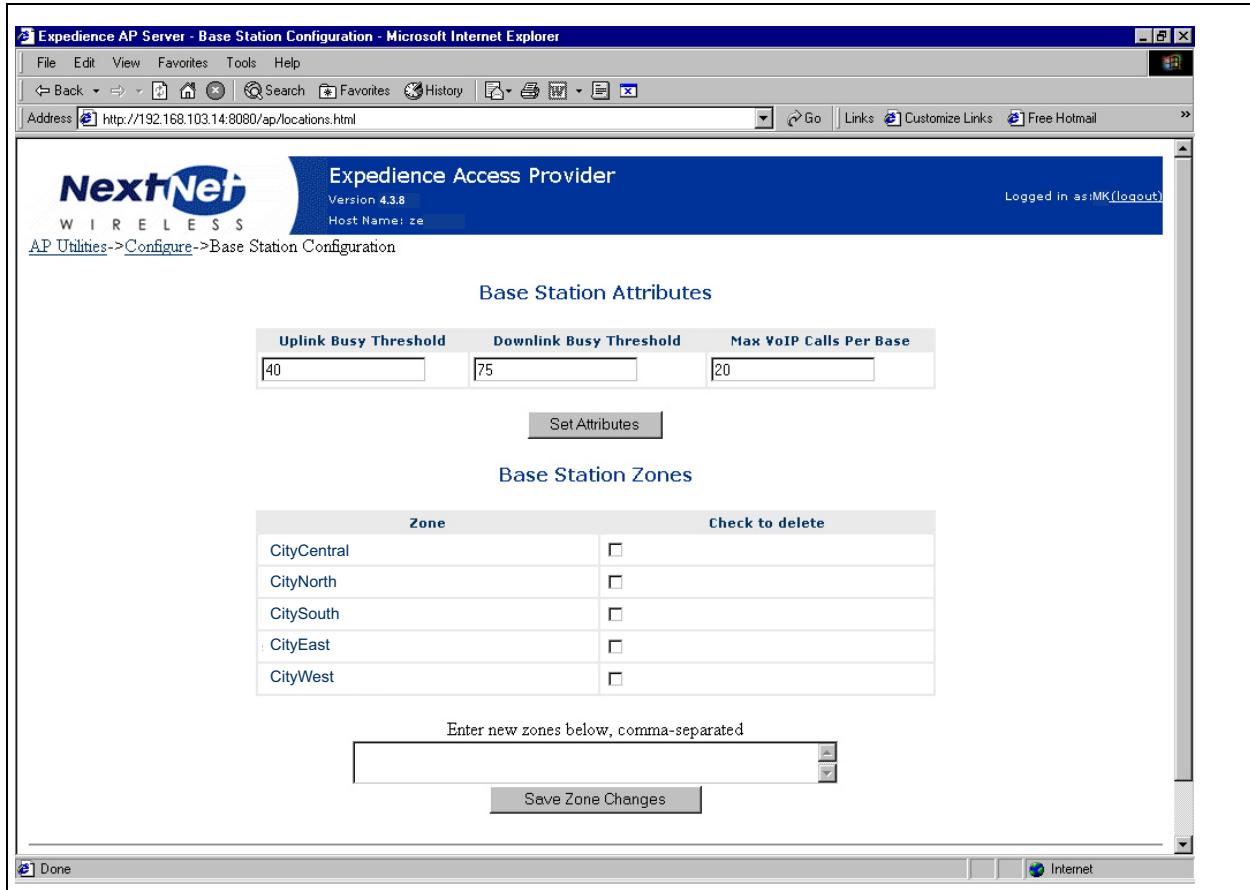 Expedience AP Server - Base Station Configuration - Microsoft Internet Explorer
File Edit View Favorites Tools Help
Back Search Favorites History
Address http://192.168.103.14:8080/ap/locations.html Go Links Customize Links Free Hotmail »
NextNet
WIRELESS
Expedience Access Provider
Version 4.3.8
Host Name: ze
Logged in as:MK(logout)
AP Utilities->Configure->Base Station Configuration
Base Station Attributes
Uplink Busy Threshold Downlink Busy Threshold Max VoIP Calls Per Base
40 75 20
Set Attributes
Base Station Zones
Zone Check to delete
CityCentral
CityNorth
CitySouth
CityEast
CityWest
Enter new zones below, comma-separated
Save Zone Changes
Done Internet